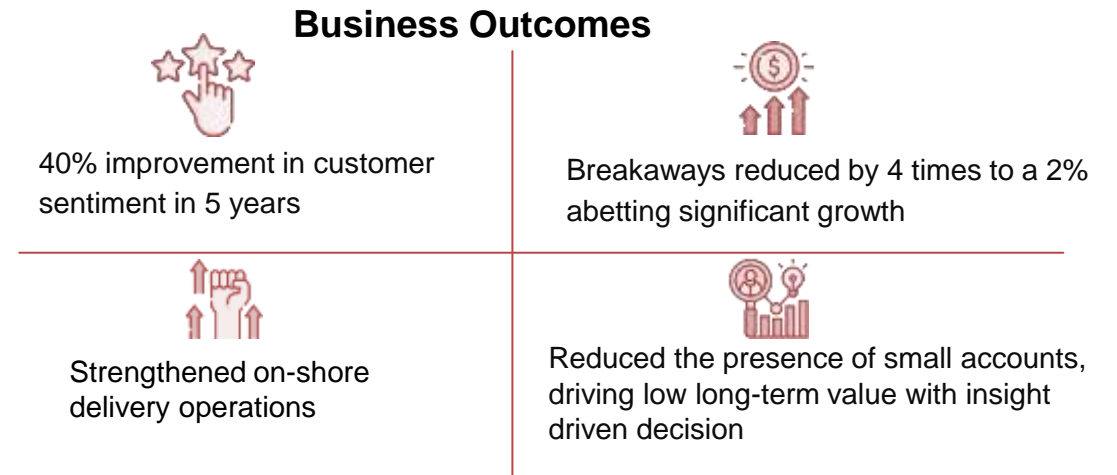 Business Outcomes
40% improvement in customer
sentiment in 5 years
Breakaways reduced by 4 times to a 2%
abetting significant growth
Strengthened on-shore
delivery operations
Reduced the presence of small accounts,
driving low long-term value with insight
driven decision